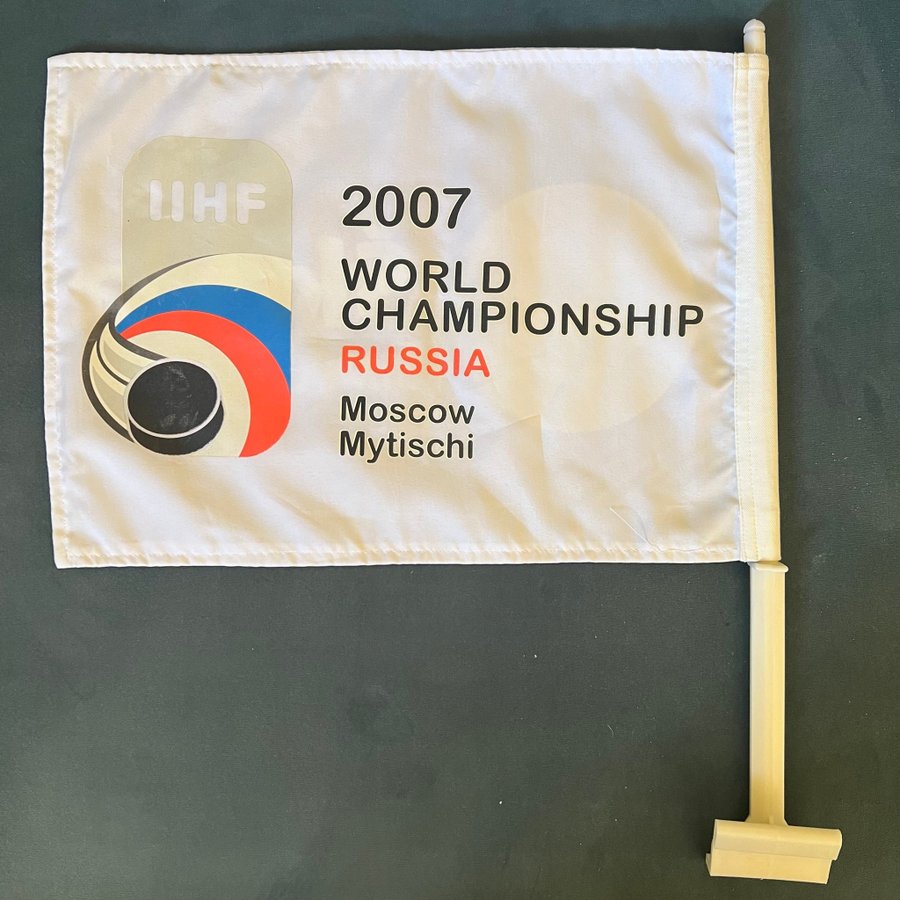 IIHF
2007
WORLD
CHAMPIONSHIP
RUSSIA
Moscow
Mytischi